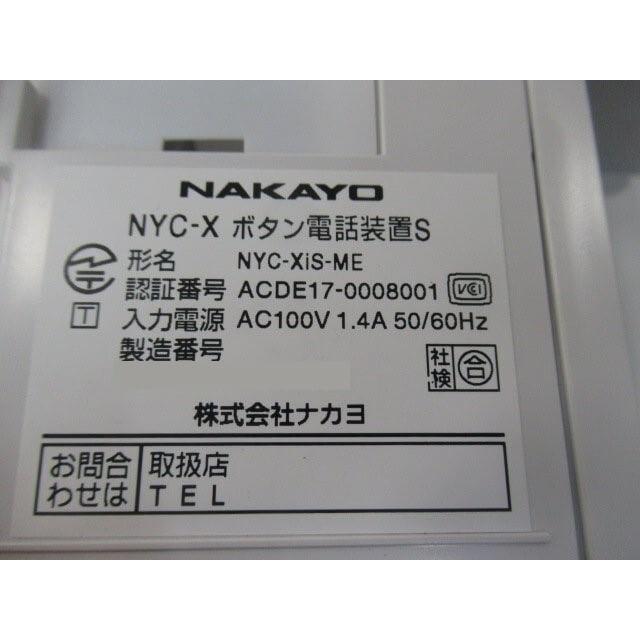 NAKAYO
NYC-X ボタン電話装置S
形名 NYC-XiS-ME
認証番号 ACDE17-0008001 VCCI
T 入力電源 AC100V 1.4A 50/60Hz
製造番号
社検 合
株式会社ナカヨ
お問合わせは 取扱店
TEL